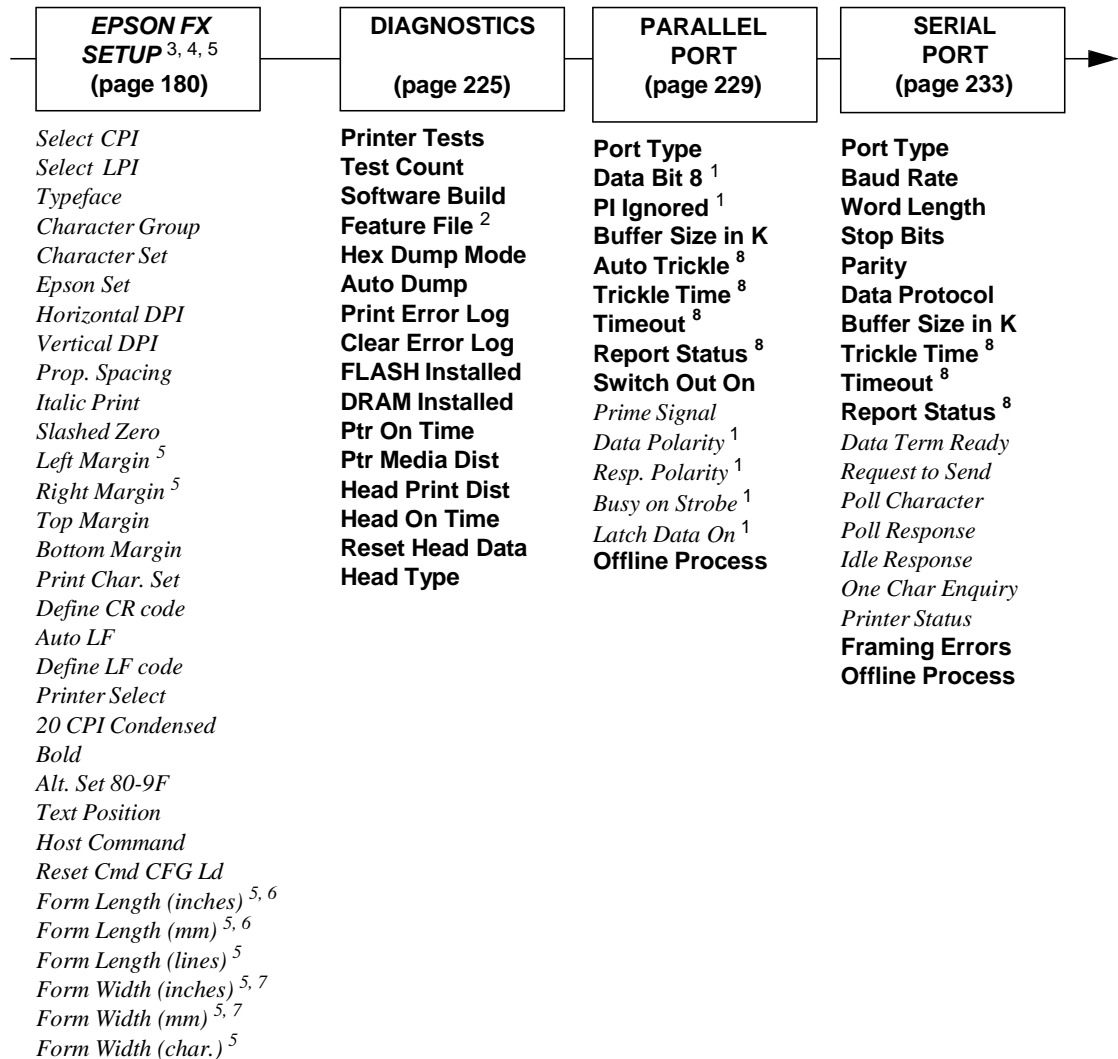 EPSON FX
SETUP 3, 4, 5
(page 180)
Select CPI
Select LPI
Typeface
Character Group
Character Set
Epson Set
Horizontal DPI
Vertical DPI
Prop. Spacing
Italic Print
Slashed Zero
Left Margin 5
Right Margin 5
Top Margin
Bottom Margin
Print Char. Set
Define CR code
Auto LF
Define LF code
Printer Select
20 CPI Condensed
Bold
Alt. Set 80-9F
Text Position
Host Command
Reset Cmd CFG Ld
Form Length (inches) 5, 6
Form Length (mm) 5, 6
Form Length (lines) 5
Form Width (inches) 5, 7
Form Width (mm) 5, 7
Form Width (char.) 5
DIAGNOSTICS
(page 225)
Printer Tests
Test Count
Software Build
Feature File 2
Hex Dump Mode
Auto Dump
Print Error Log
Clear Error Log
FLASH Installed
DRAM Installed
Ptr On Time
Ptr Media Dist
Head Print Dist
Head On Time
Reset Head Data
Head Type
PARALLEL
PORT
(page 229)
Port Type
Data Bit 8 1
PI Ignored 1
Buffer Size in K
Auto Trickle 8
Trickle Time 8
Timeout 8
Report Status 8
Switch Out On
Prime Signal
Data Polarity 1
Resp. Polarity 1
Busy on Strobe 1
Latch Data On 1
Offline Process
SERIAL
PORT
(page 233)
Port Type
Baud Rate
Word Length
Stop Bits
Parity
Data Protocol
Buffer Size in K
Trickle Time 8
Timeout 8
Report Status 8
Data Term Ready
Request to Send
Poll Character
Poll Response
Idle Response
One Char Enquiry
Printer Status
Framing Errors
Offline Process